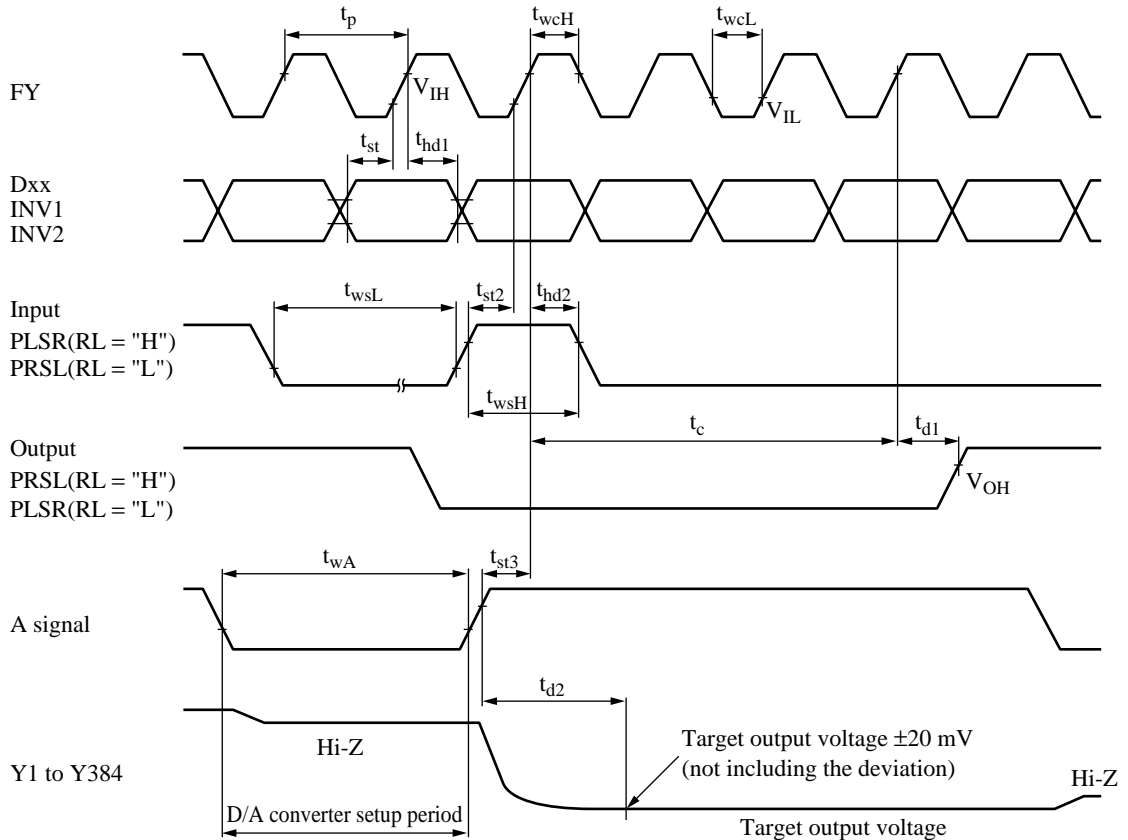 t_p
t_wcH
t_wcL
FY
V_IH
V_IL
t_st
t_hd1
Dxx
INV1
INV2
Input
t_wsL
t_st2
t_hd2
PLSR(RL = "H")
PRSL(RL = "L")
t_wsH
t_c
t_d1
Output
PRSL(RL = "H")
PLSR(RL = "L")
V_OH
t_wA
t_st3
A signal
t_d2
Hi-Z
Target output voltage ±20 mV
(not including the deviation)
Y1 to Y384
Hi-Z
D/A converter setup period
Target output voltage